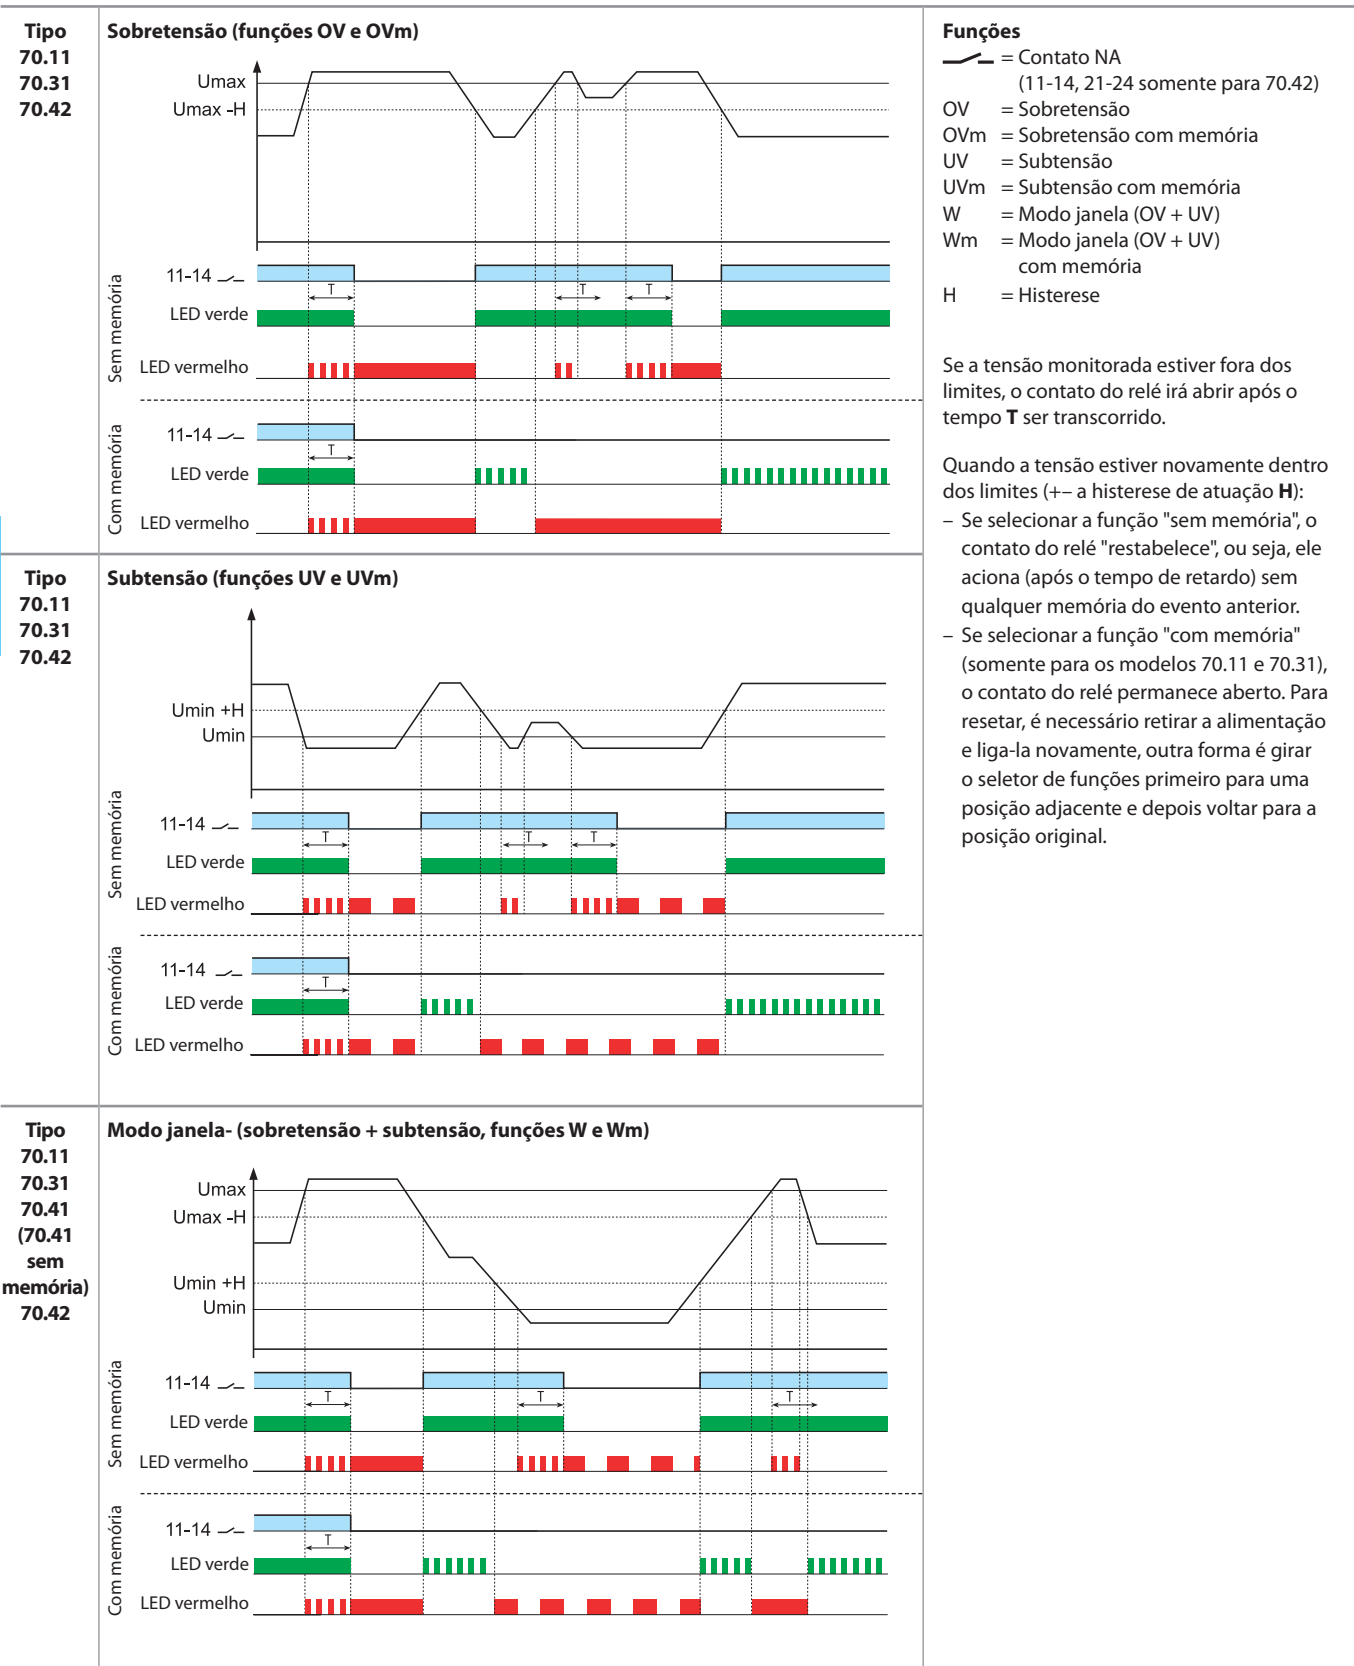 Tipo
70.11
70.31
70.42
Sobretensão (funções OV e OVm)
Umax
Umax -H
Sem memória
11-14
T
T
T
LED verde
LED vermelho
Com memória
11-14
T
LED verde
LED vermelho
Tipo
70.11
70.31
70.42
Subtensão (funções UV e UVm)
Umin +H
Umin
Sem memória
11-14
T
T
T
LED verde
LED vermelho
Com memória
11-14
T
LED verde
LED vermelho
Tipo
70.11
70.31
70.41
(70.41
sem
memória)
70.42
Modo janela- (sobretensão + subtensão, funções W e Wm)
Umax
Umax -H
Umin +H
Umin
Sem memória
11-14
T
T
T
LED verde
LED vermelho
Com memória
11-14
T
LED verde
LED vermelho
Funções
= Contato NA
(11-14, 21-24 somente para 70.42)
OV = Sobretensão
OVm = Sobretensão com memória
UV = Subtensão
UVm = Subtensão com memória
W = Modo janela (OV + UV)
Wm = Modo janela (OV + UV)
com memória
H = Histerese
Se a tensão monitorada estiver fora dos
limites, o contato do relé irá abrir após o
tempo T ser transcorrido.
Quando a tensão estiver novamente dentro
dos limites (+– a histerese de atuação H):
– Se selecionar a função "sem memória", o
contato do relé "restabelece", ou seja, ele
aciona (após o tempo de retardo) sem
qualquer memória do evento anterior.
– Se selecionar a função "com memória"
(somente para os modelos 70.11 e 70.31),
o contato do relé permanece aberto. Para
resetar, é necessário retirar a alimentação
e liga-la novamente, outra forma é girar
o seletor de funções primeiro para uma
posição adjacente e depois voltar para a
posição original.